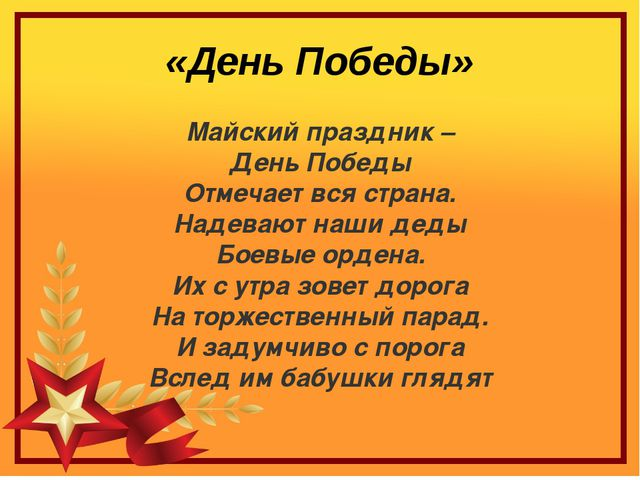 «День Победы»
Майский праздник –
День Победы
Отмечает вся страна.
Надевают наши деды
Боевые ордена.
Их с утра зовет дорога
На торжественный парад.
И задумчиво с порога
Вслед им бабушки глядят